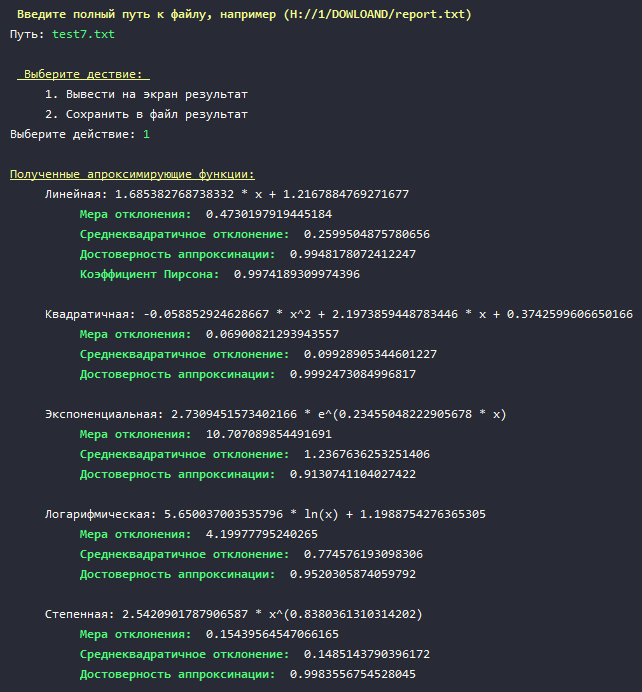 Введите полный путь к файлу, например (H://1/DOWLOAND/report.txt)
Путь: test7.txt
Выберите дествие:
1. Вывести на экран результат
2. Сохранить в файл результат
Выберите действие: 1
Полученные апроксимирующие функции:
Линейная: 1.685382768738332 * x + 1.2167884769271677
Мера отклонения: 0.4730197919445184
Среднеквадратичное отклонение: 0.2599504875780656
Достоверность аппроксинации: 0.9948178072412247
Коэффициент Пирсона: 0.9974189309974396
Квадратичная: -0.058852924628667 * x^2 + 2.1973859448783446 * x + 0.3742599606650166
Мера отклонения: 0.06900821293943557
Среднеквадратичное отклонение: 0.09928905344601227
Достоверность аппроксинации: 0.9992473084996817
Экспоненциальная: 2.7309451573402166 * e^(0.23455048222905678 * x)
Мера отклонения: 10.707089854491691
Среднеквадратичное отклонение: 1.2367636253251406
Достоверность аппроксинации: 0.9130741104027422
Логарифмическая: 5.650037003535796 * ln(x) + 1.1988754276365305
Мера отклонения: 4.19977795240265
Среднеквадратичное отклонение: 0.774576193098306
Достоверность аппроксинации: 0.9520305874059792
Степенная: 2.5420901787906587 * x^(0.8380361310314202)
Мера отклонения: 0.15439564547066165
Среднеквадратичное отклонение: 0.1485143790396172
Достоверность аппроксинации: 0.9983556754528045